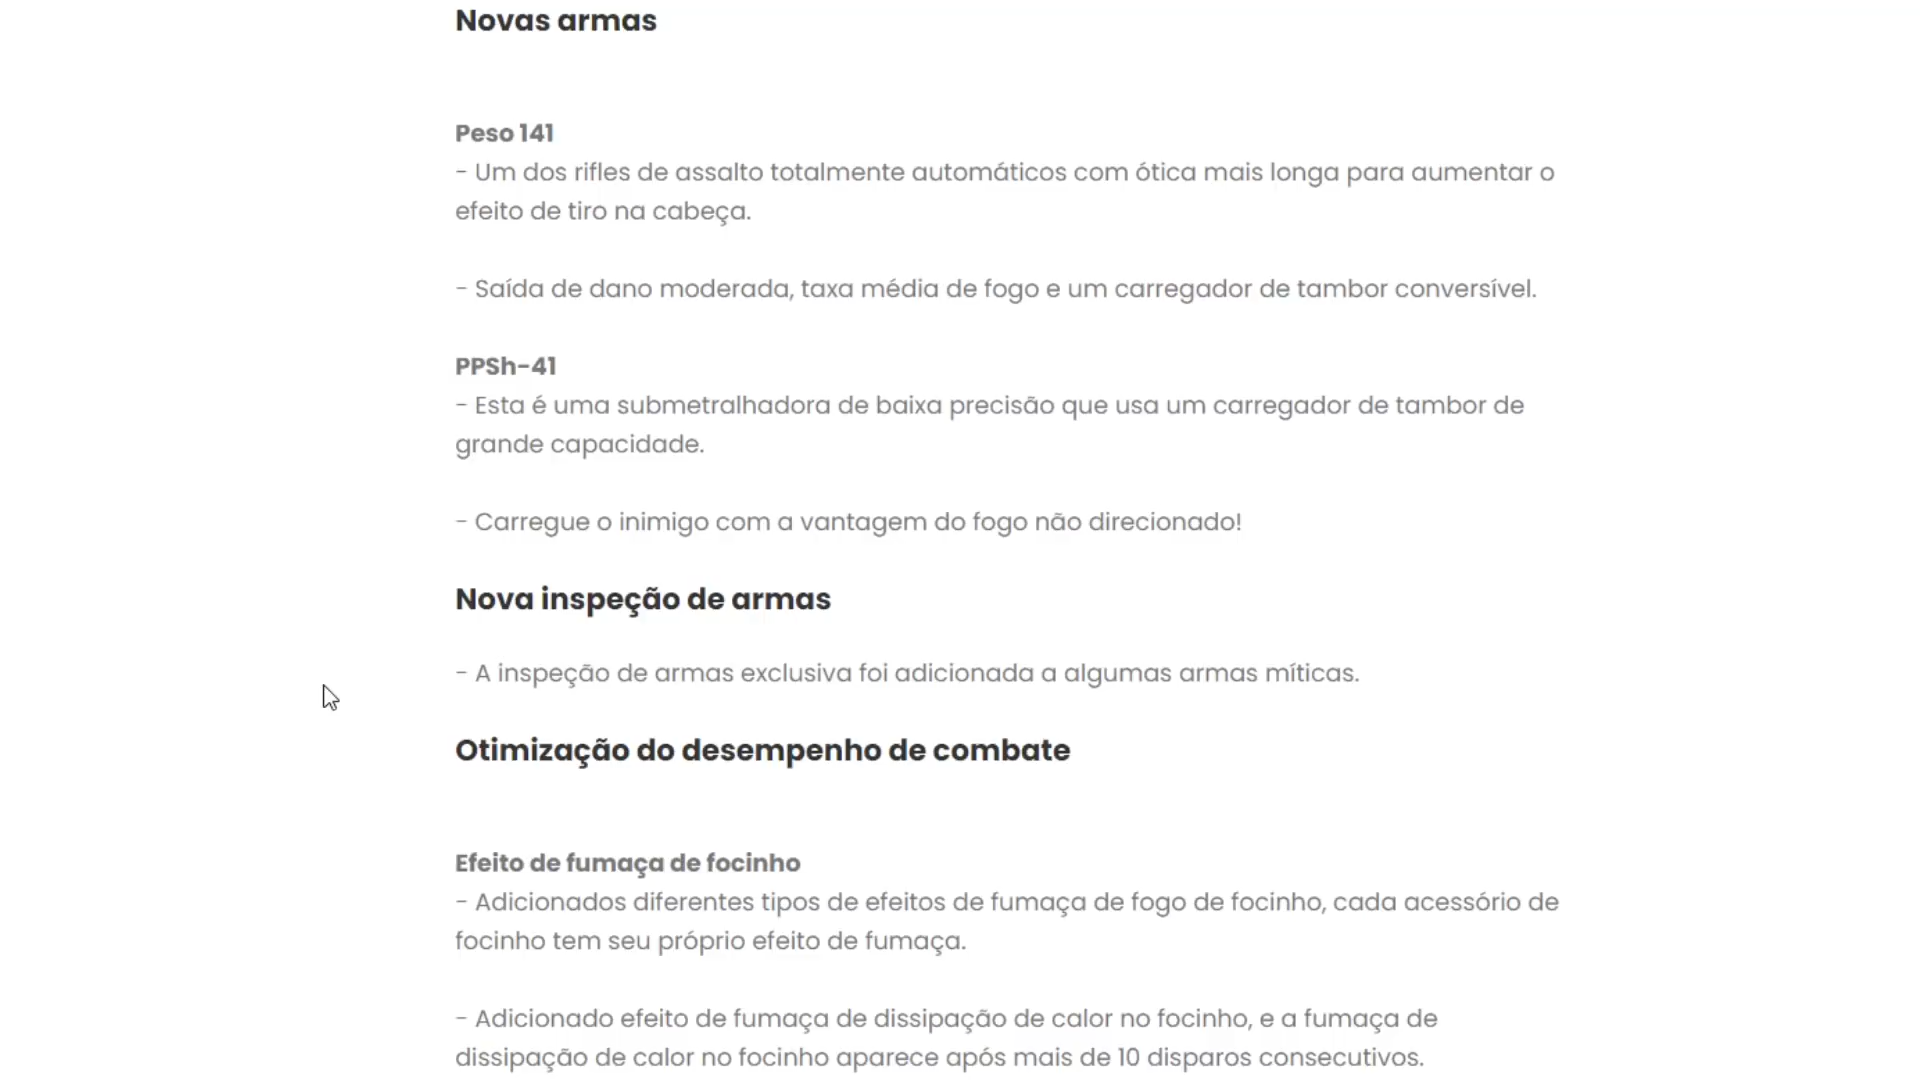 Novas armas
Peso 141
- Um dos rifles de assalto totalmente automáticos com ótica mais longa para aumentar o
efeito de tiro na cabeça.
- Saída de dano moderada, taxa média de fogo e um carregador de tambor conversível.
PPSh-41
- Esta é uma submetralhadora de baixa precisão que usa um carregador de tambor de
grande capacidade.
- Carregue o inimigo com a vantagem do fogo não direcionado!
Nova inspeção de armas
- A inspeção de armas exclusiva foi adicionada a algumas armas míticas.
Otimização do desempenho de combate
Efeito de fumaça de focinho
- Adicionados diferentes tipos de efeitos de fumaça de fogo de focinho, cada acessório de
focinho tem seu próprio efeito de fumaça.
- Adicionado efeito de fumaça de dissipação de calor no focinho, e a fumaça de
dissipação de calor no focinho aparece após mais de 10 disparos consecutivos.